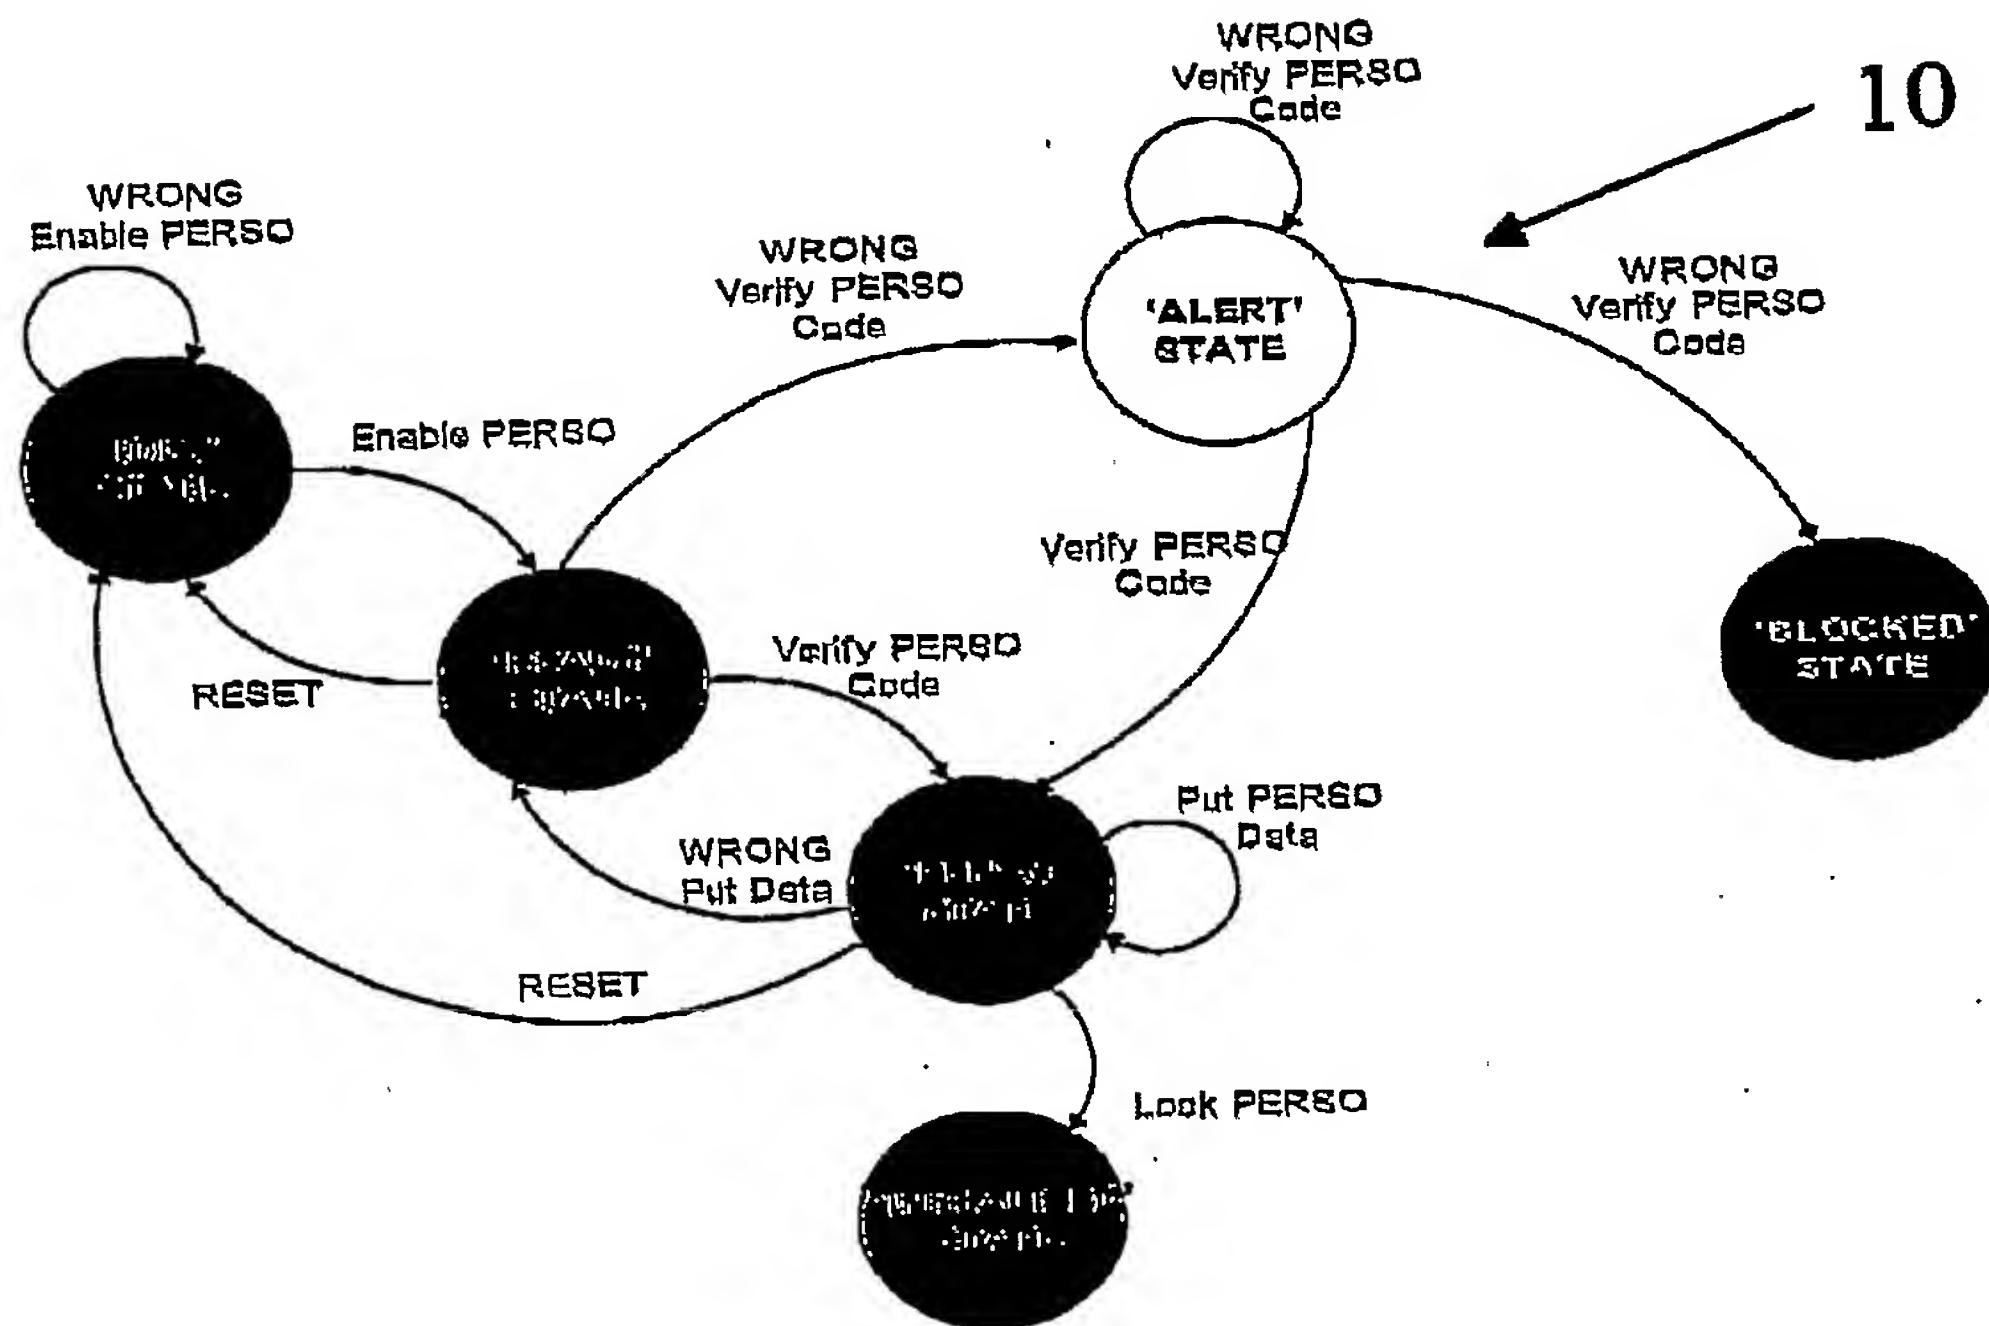 WRONG
Verify PERSO
Code
10
WRONG
Enable PERSO
WRONG
Verify PERSO
Code
'ALERT'
STATE
WRONG
Verify PERSO
Code
Enable PERSO
Verify PERSO
Code
'BLOCKED'
STATE
Verify PERSO
Code
RESET
Put PERSO
Data
WRONG
Put Data
RESET
Lock PERSO